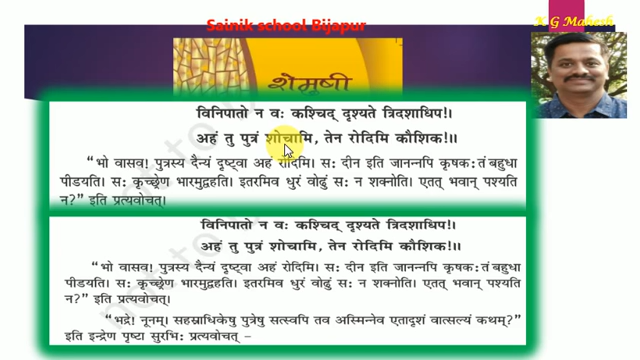 Sainik school Bijapur
K G Mahesh
शेमुषी
विनिपातो न वः कश्चिद् दृश्यते त्रिदशाधिप!।
अहं तु पुत्रं शोचामि, तेन रोदिमि कौशिक!।।
"भो वासव! पुत्रस्य दैन्यं दृष्ट्वा अहं रोदिमि। सः दीन इति जानन्नपि कृषकःतं बहुधा
पीडयति। सः कृच्छ्रेण भारमुद्वहति। इतरमिव धुरं वोढुं सः न शक्नोति। एतत् भवान् पश्यति
न?" इति प्रत्यवोचत्।
विनिपातो न वः कश्चिद् दृश्यते त्रिदशाधिप!।
अहं तु पुत्रं शोचामि, तेन रोदिमि कौशिक!।।
"भो वासव! पुत्रस्य दैन्यं दृष्ट्वा अहं रोदिमि। सः दीन इति जानन्नपि कृषकःतं बहुधा
पीडयति। सः कृच्छ्रेण भारमुद्वहति। इतरमिव धुरं वोढुं सः न शक्नोति। एतत् भवान् पश्यति
न?" इति प्रत्यवोचत्।
"भद्रे! नूनम्। सहस्राधिकेषु पुत्रेषु सत्स्वपि तव अस्मिन्नेव एतादृशं वात्सल्यं कथम्?"
इति इन्द्रेण पृष्टा सुरभिः प्रत्यवोचत् –